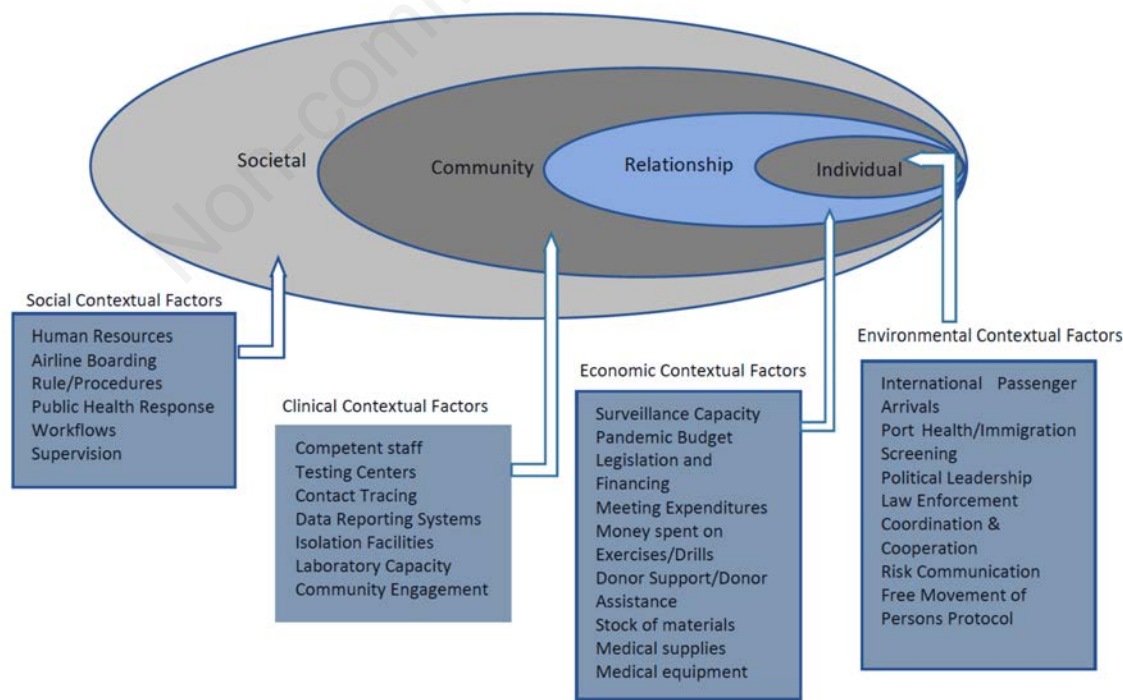 Non-comm
Societal
Community
Relationship
Individual
Social Contextual Factors
Human Resources
Airline Boarding
Rule/Procedures
Public Health Response
Workflows
Supervision
Clinical Contextual Factors
Competent staff
Testing Centers
Contact Tracing
Data Reporting Systems
Isolation Facilities
Laboratory Capacity
Community Engagement
Economic Contextual Factors
Surveillance Capacity
Pandemic Budget
Legislation and
Financing
Meeting Expenditures
Money spent on
Exercises/Drills
Donor Support/Donor
Assistance
Stock of materials
Medical supplies
Medical equipment
Environmental Contextual Factors
International Passenger
Arrivals
Port Health/Immigration
Screening
Political Leadership
Law Enforcement
Coordination &
Cooperation
Risk Communication
Free Movement of
Persons Protocol